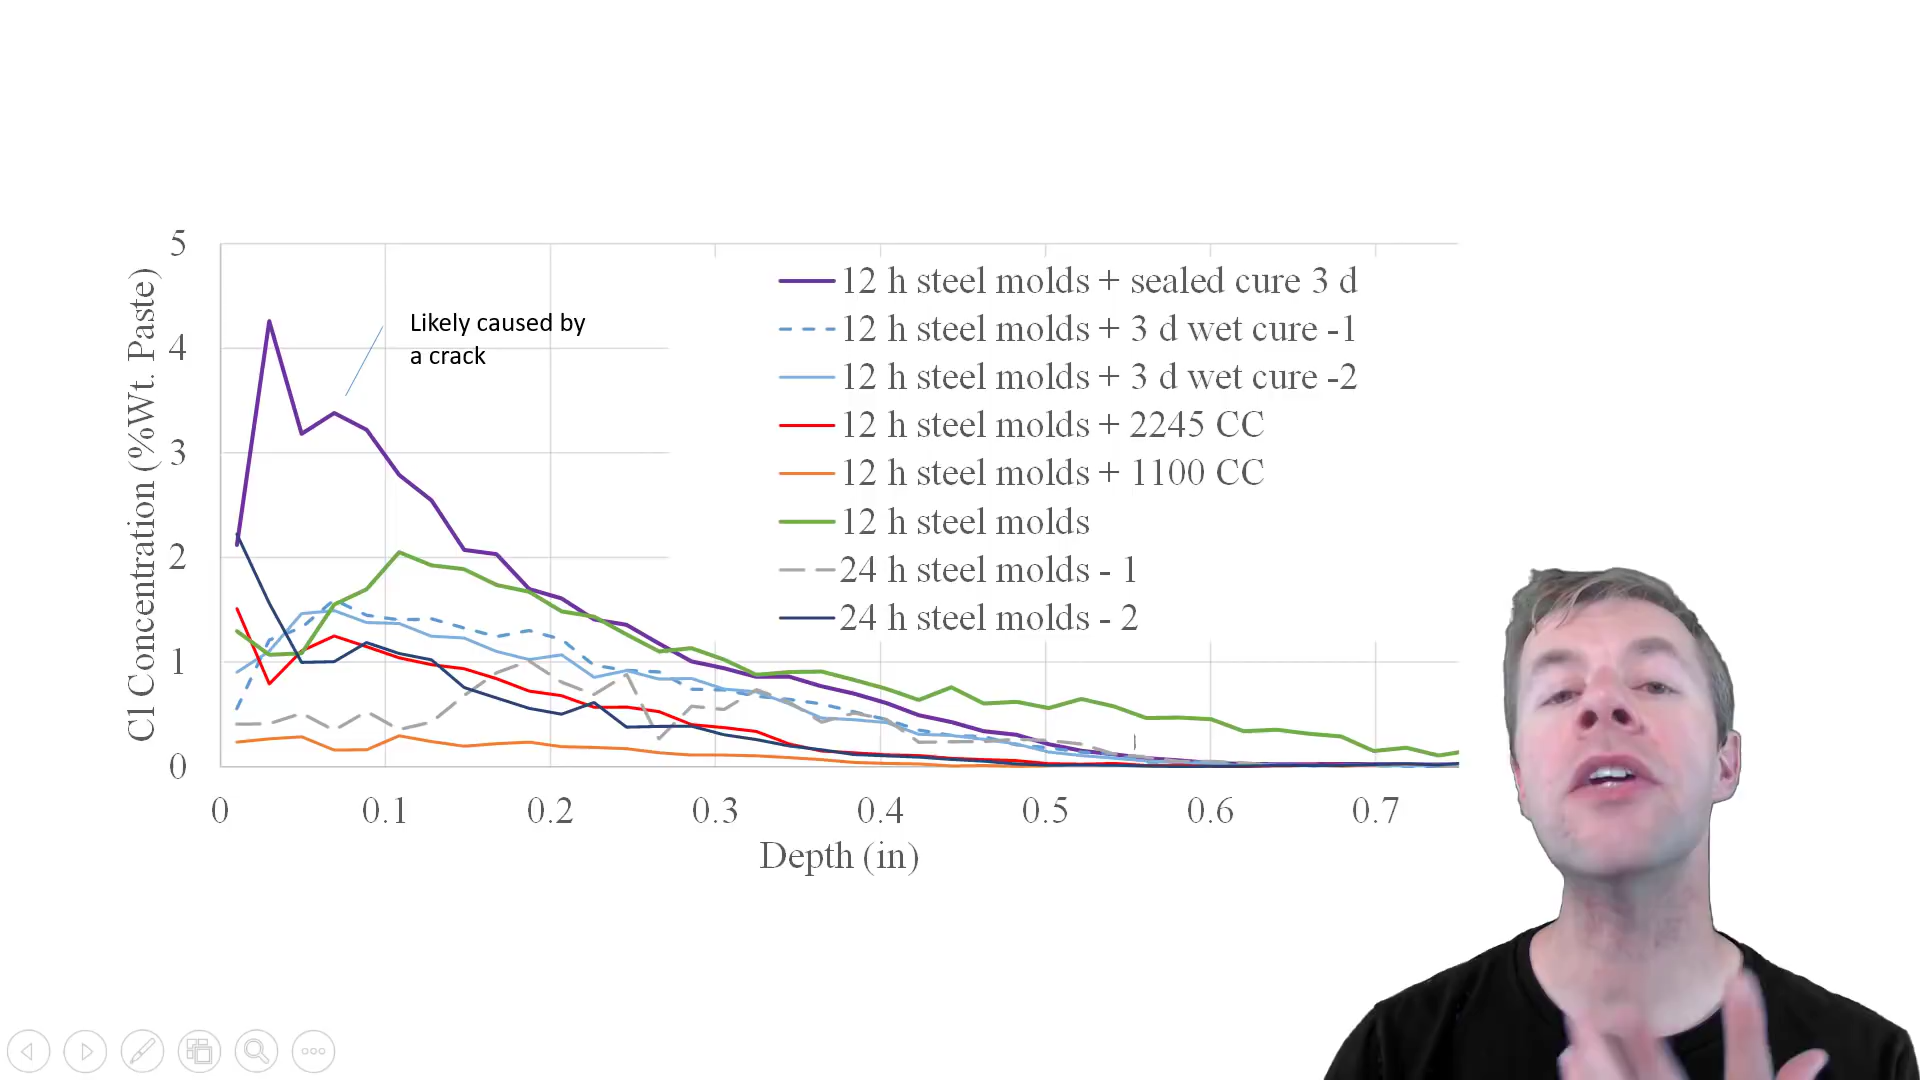 5
4
3
2
1
0
Cl Concentration (%Wt. Paste)
Likely caused by
a crack
12 h steel molds + sealed cure 3 d
12 h steel molds + 3 d wet cure -1
12 h steel molds + 3 d wet cure -2
12 h steel molds + 2245 CC
12 h steel molds + 1100 CC
12 h steel molds
24 h steel molds - 1
24 h steel molds - 2
0 0.1 0.2 0.3 0.4 0.5 0.6 0.7
Depth (in)